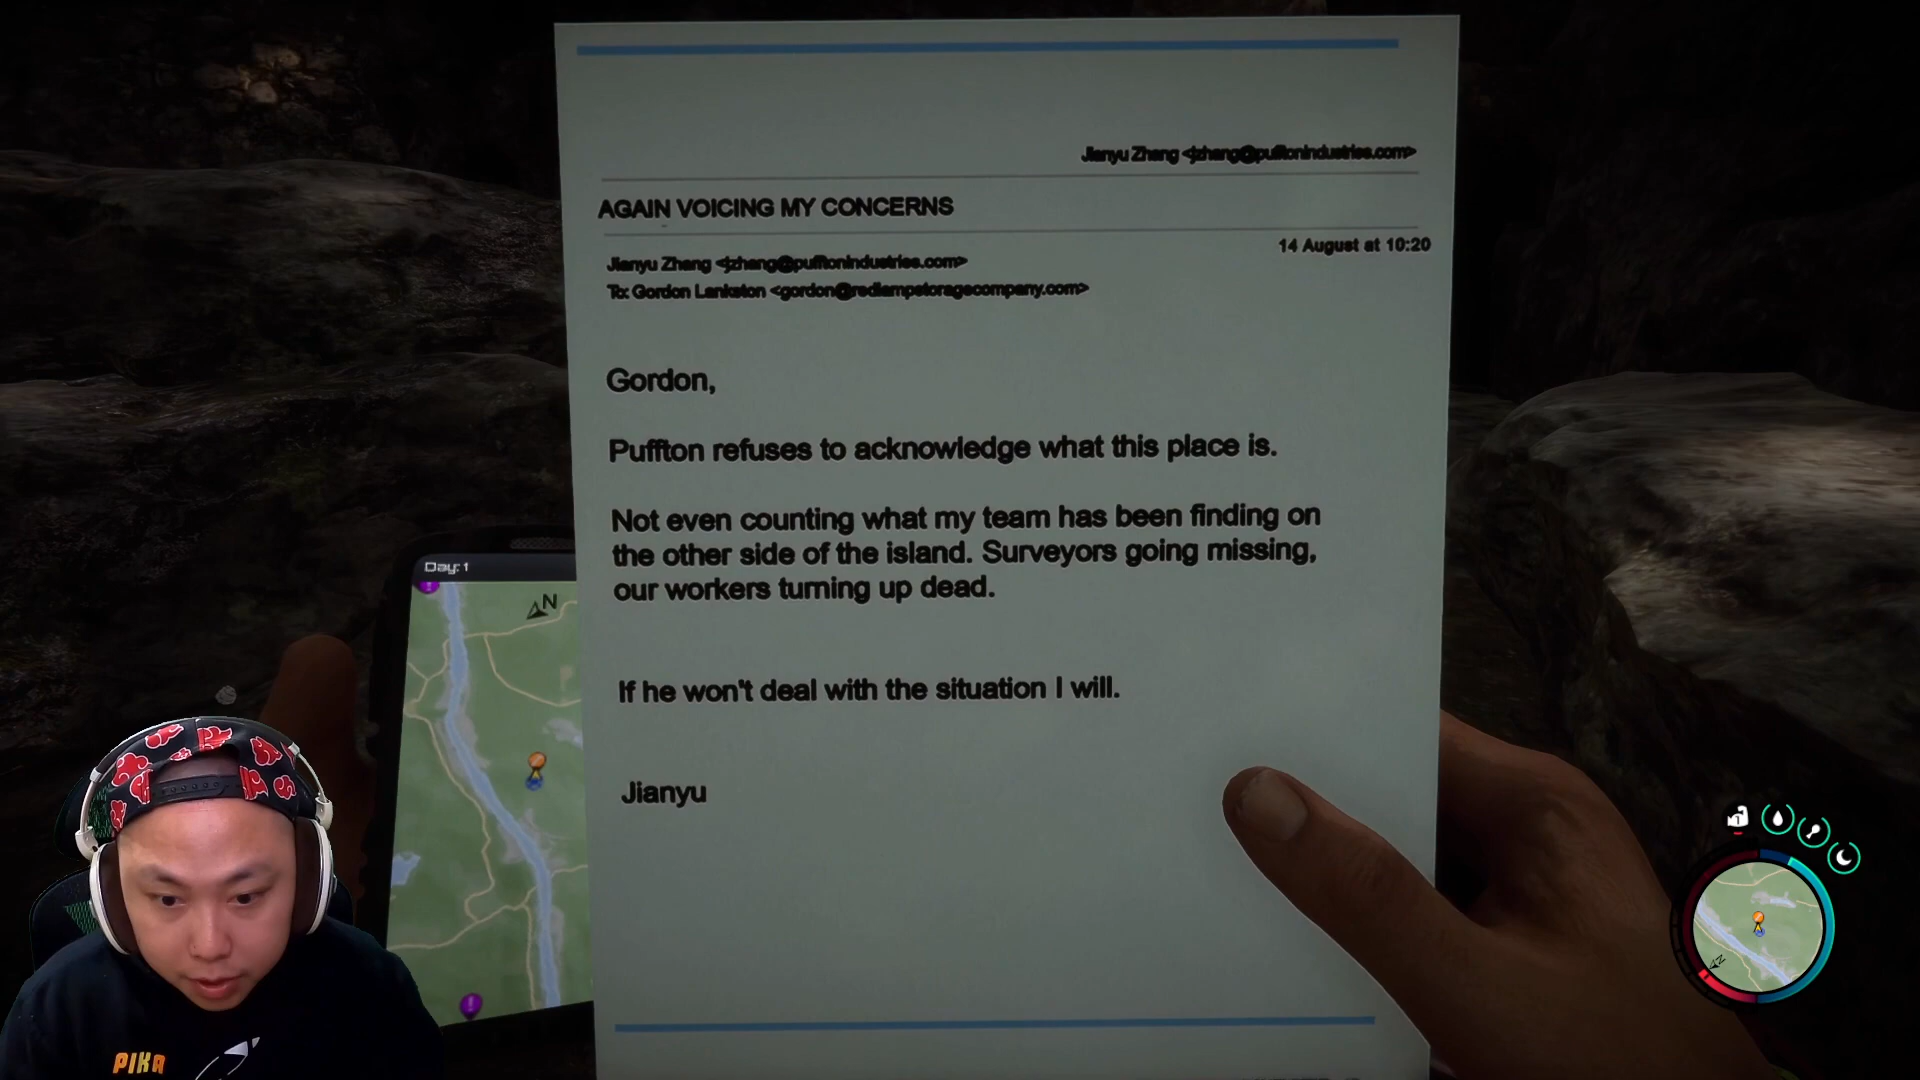 Jianyu Zhang <jzhang@pufftonindustries.com>
AGAIN VOICING MY CONCERNS
14 August at 10:20
Jianyu Zhang <jzhang@pufftonindustries.com>
To: Gordon Lankston <gordon@redlampstoragecompany.com>
Gordon,
Puffton refuses to acknowledge what this place is.
Not even counting what my team has been finding on
the other side of the island. Surveyors going missing,
our workers turning up dead.
If he won't deal with the situation I will.
Jianyu
Day: 1
N
PIKA
1
N